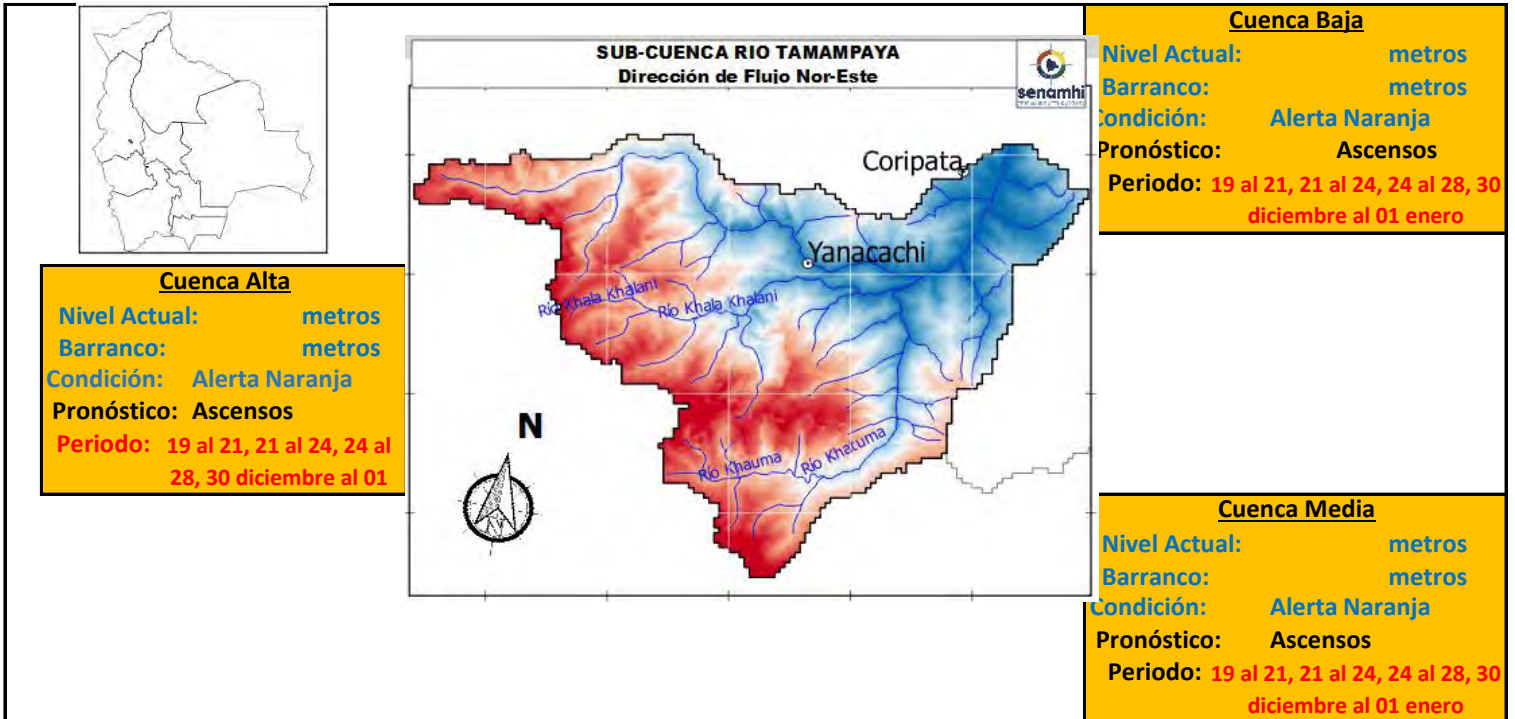 SUB-CUENCA RIO TAMAMPAYA
Dirección de Flujo Nor-Este
senamhi
Coripata
Yanacachi
Río Khala Khalani
Río Khala Khalani
Río Khauma
Río Khatuma
N
Cuenca Baja
Nivel Actual: metros
Barranco: metros
Condición: Alerta Naranja
Pronóstico: Ascensos
Periodo: 19 al 21, 21 al 24, 24 al 28, 30
diciembre al 01 enero
Cuenca Alta
Nivel Actual: metros
Barranco: metros
Condición: Alerta Naranja
Pronóstico: Ascensos
Periodo: 19 al 21, 21 al 24, 24 al
28, 30 diciembre al 01
Cuenca Media
Nivel Actual: metros
Barranco: metros
Condición: Alerta Naranja
Pronóstico: Ascensos
Periodo: 19 al 21, 21 al 24, 24 al 28, 30
diciembre al 01 enero